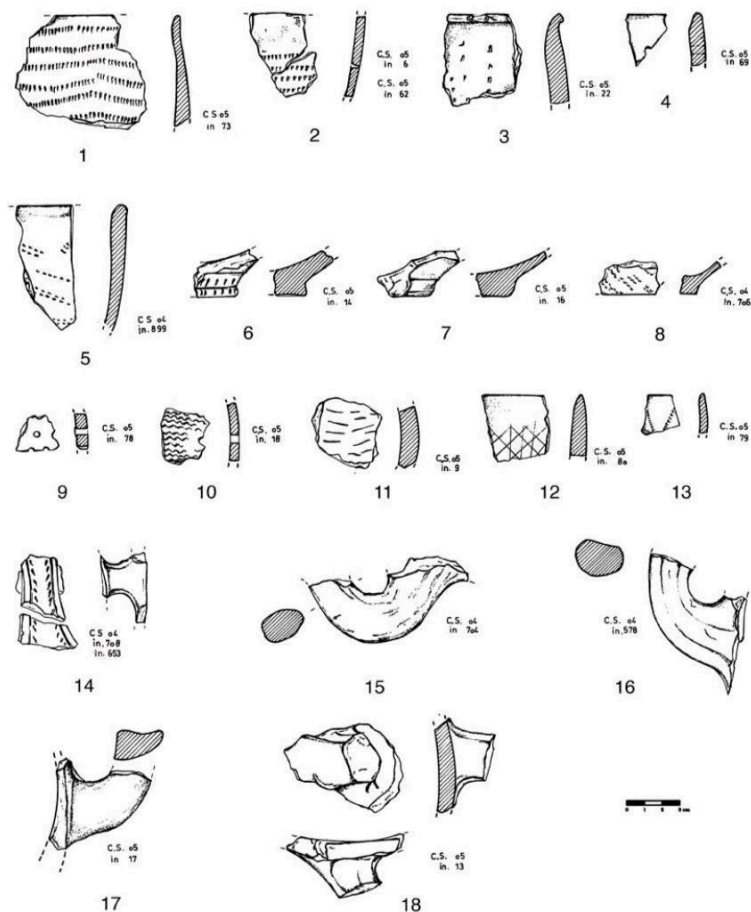 C S o5
in 73
1
C.S. o5
in 6
C.S. o5
in 62
2
C.S. o5
in. 22
3
C.S. o5
in 69
4
C S o4
in.899
5
C.S. o5
in. 14
6
C.S. o5
in. 16
7
C.S. o4
In. 706
8
C.S. o5
in. 78
9
C.S. o5
in. 18
10
C.S. o5
in. 9
11
C.S. o5
in. 8o
12
C.S. o5
in 79
13
C S o4
in. 7o8
In. 653
14
C.S. o4
in 7o4
15
C.S. o4
in. 578
16
C.S. o5
in 17
17
C.S. o5
in. 13
18